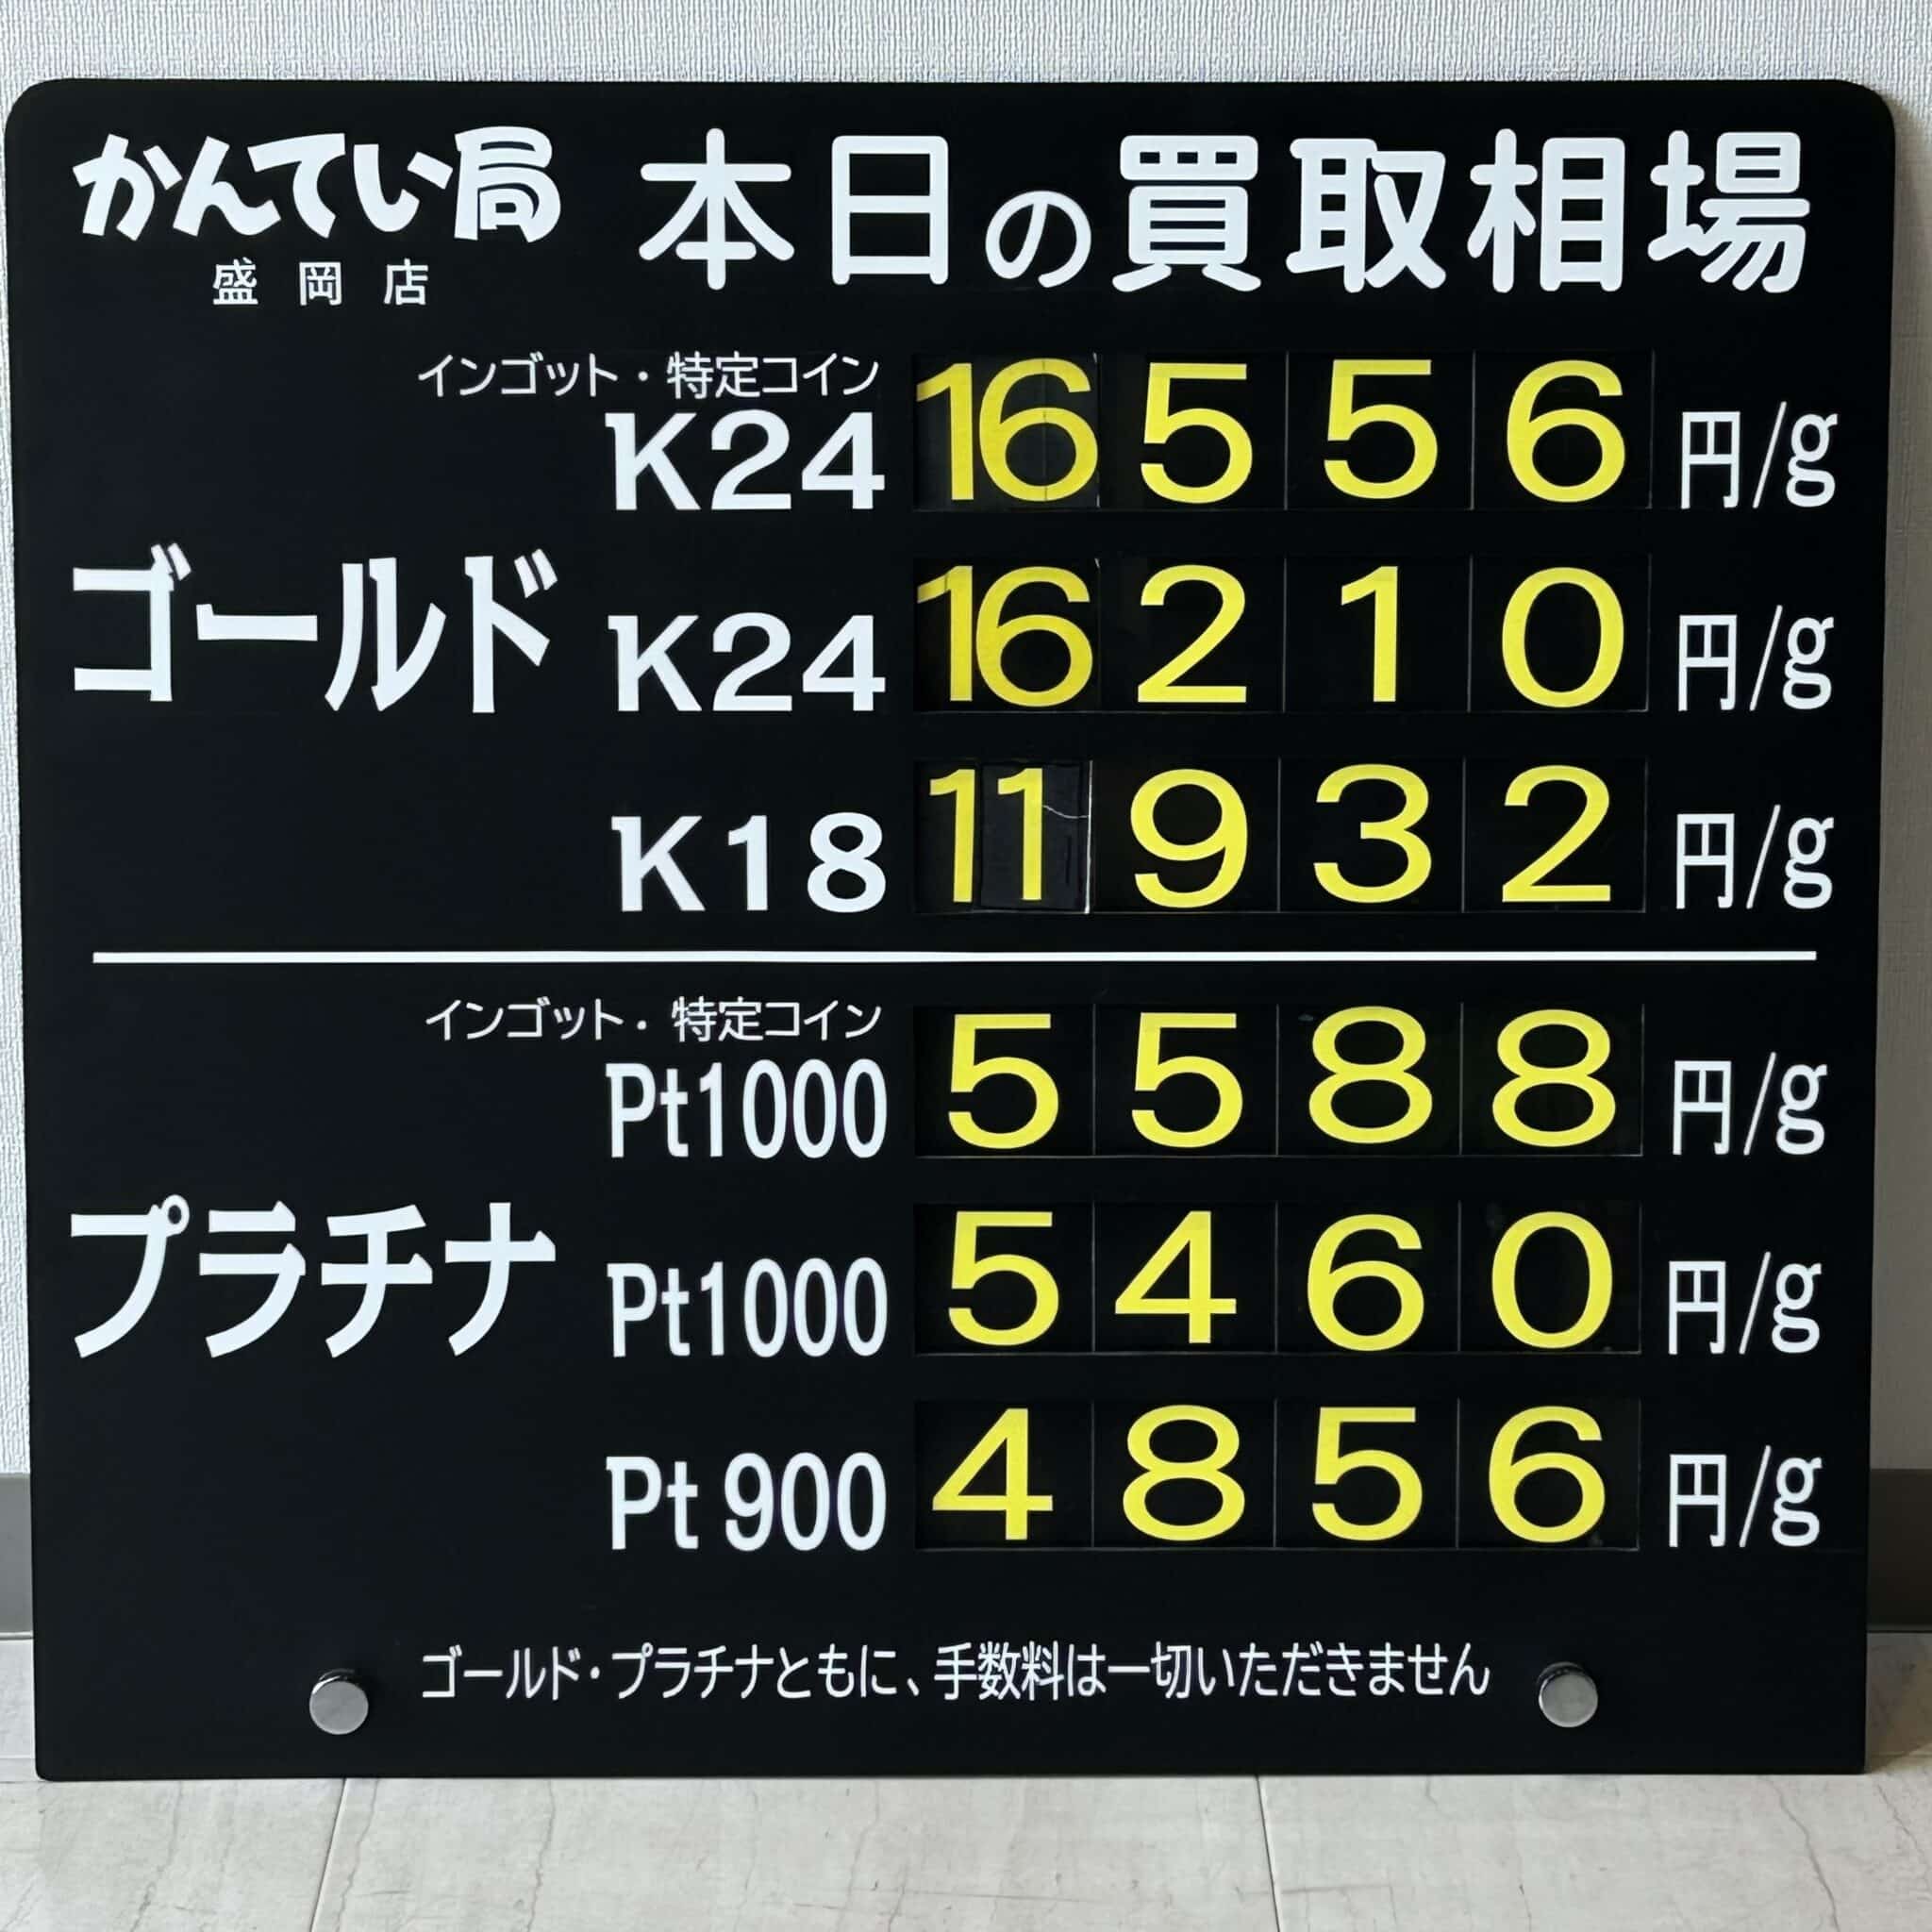 かんてい局 本日の買取相場
盛岡店
インゴット・特定コイン
K24 16556 円/g
ゴールド K24 16210 円/g
K18 11932 円/g
インゴット・特定コイン
Pt1000 5588 円/g
プラチナ Pt1000 5460 円/g
Pt900 4856 円/g
ゴールド・プラチナともに、手数料は一切いただきません